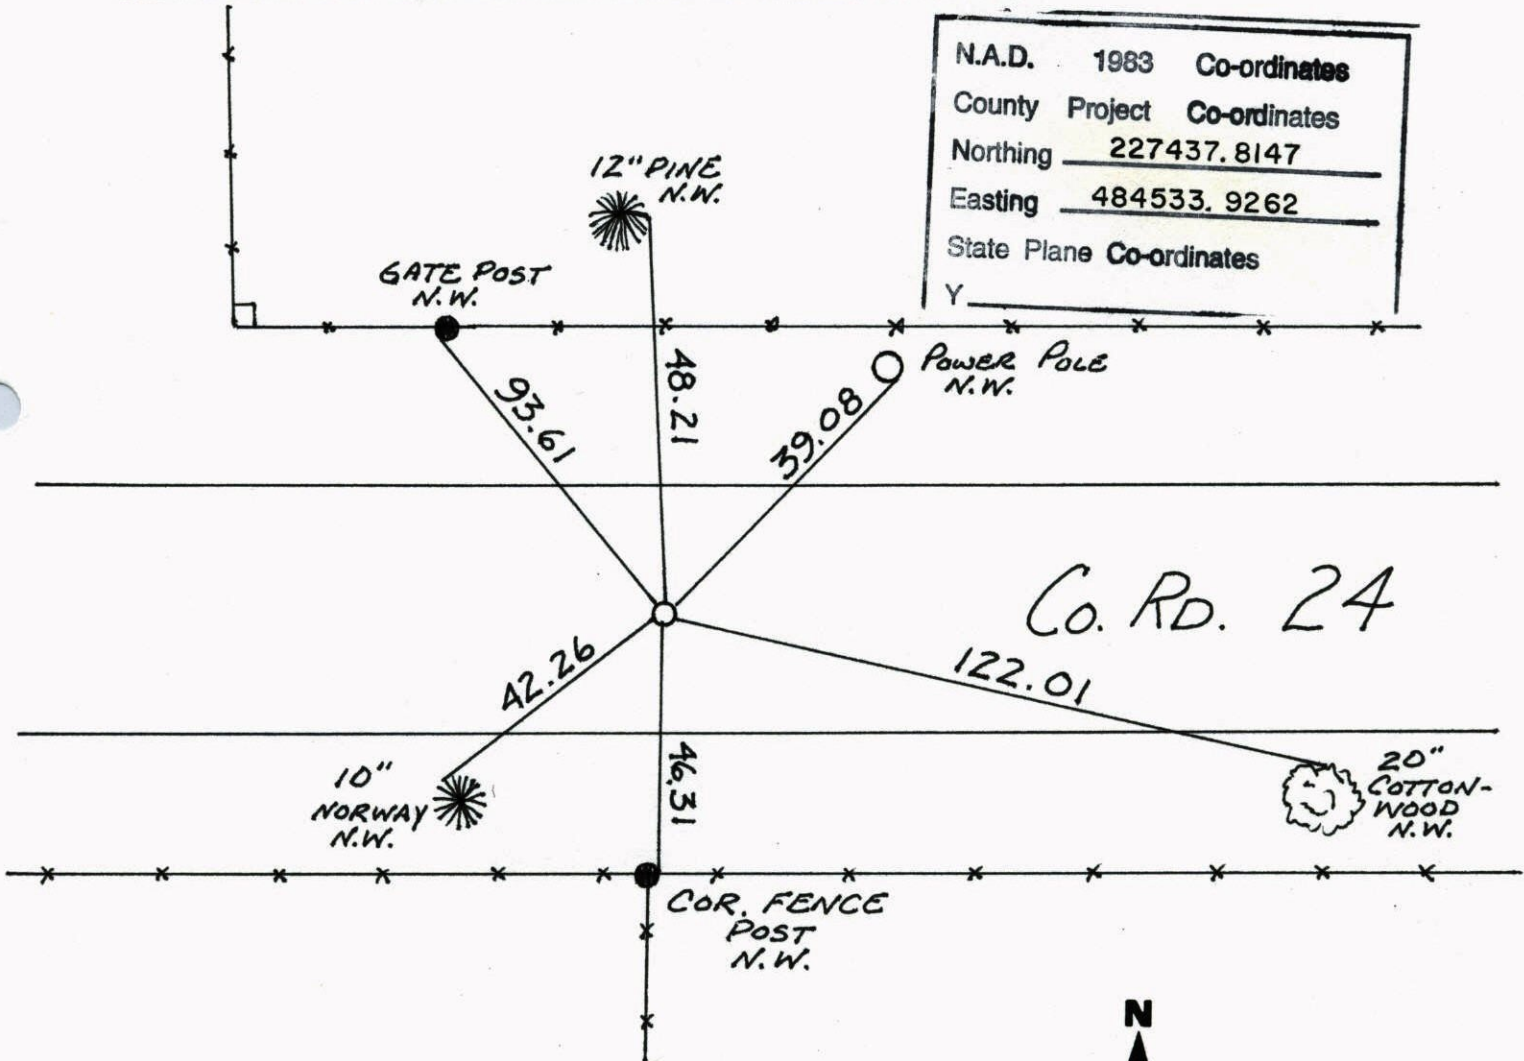 N.A.D. 1983 Co-ordinates
County Project Co-ordinates
Northing 227437.8147
Easting 484533.9262
State Plane Co-ordinates
Y
12" PINE
N.W.
GATE POST
N.W.
POWER POLE
N.W.
93.61
48.21
39.08
Co. RD. 24
42.26
122.01
46.31
10"
NORWAY
N.W.
20"
COTTON-
WOOD
N.W.
COR. FENCE
POST
N.W.
N